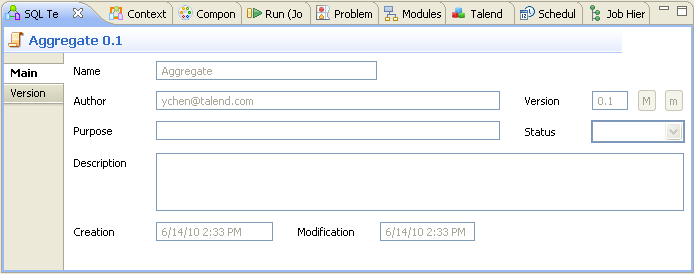 SQL Te Context Compon Run (Jo Problem Modules Talend Schedul Job Hier
Aggregate 0.1
Main
Version
Name Aggregate
Author ychen@talend.com Version 0.1 M m
Purpose Status
Description
Creation 6/14/10 2:33 PM Modification 6/14/10 2:33 PM